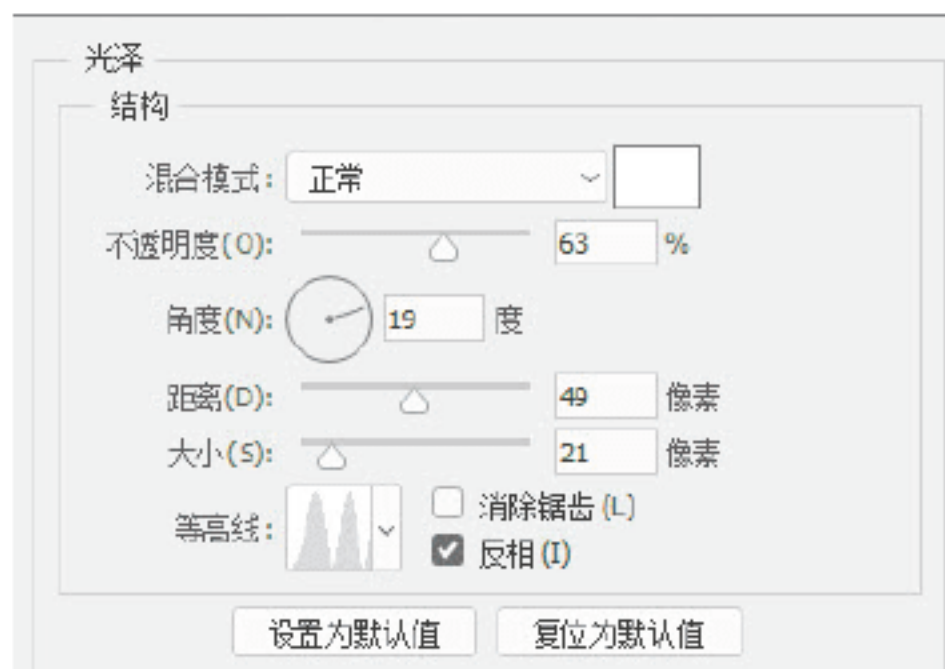 光泽
结构
混合模式: 正常
不透明度(O): 63 %
角度(N): 19 度
距离(D): 49 像素
大小(S): 21 像素
等高线: 消除锯齿 (L)
反相 (I)
设置为默认值 复位为默认值